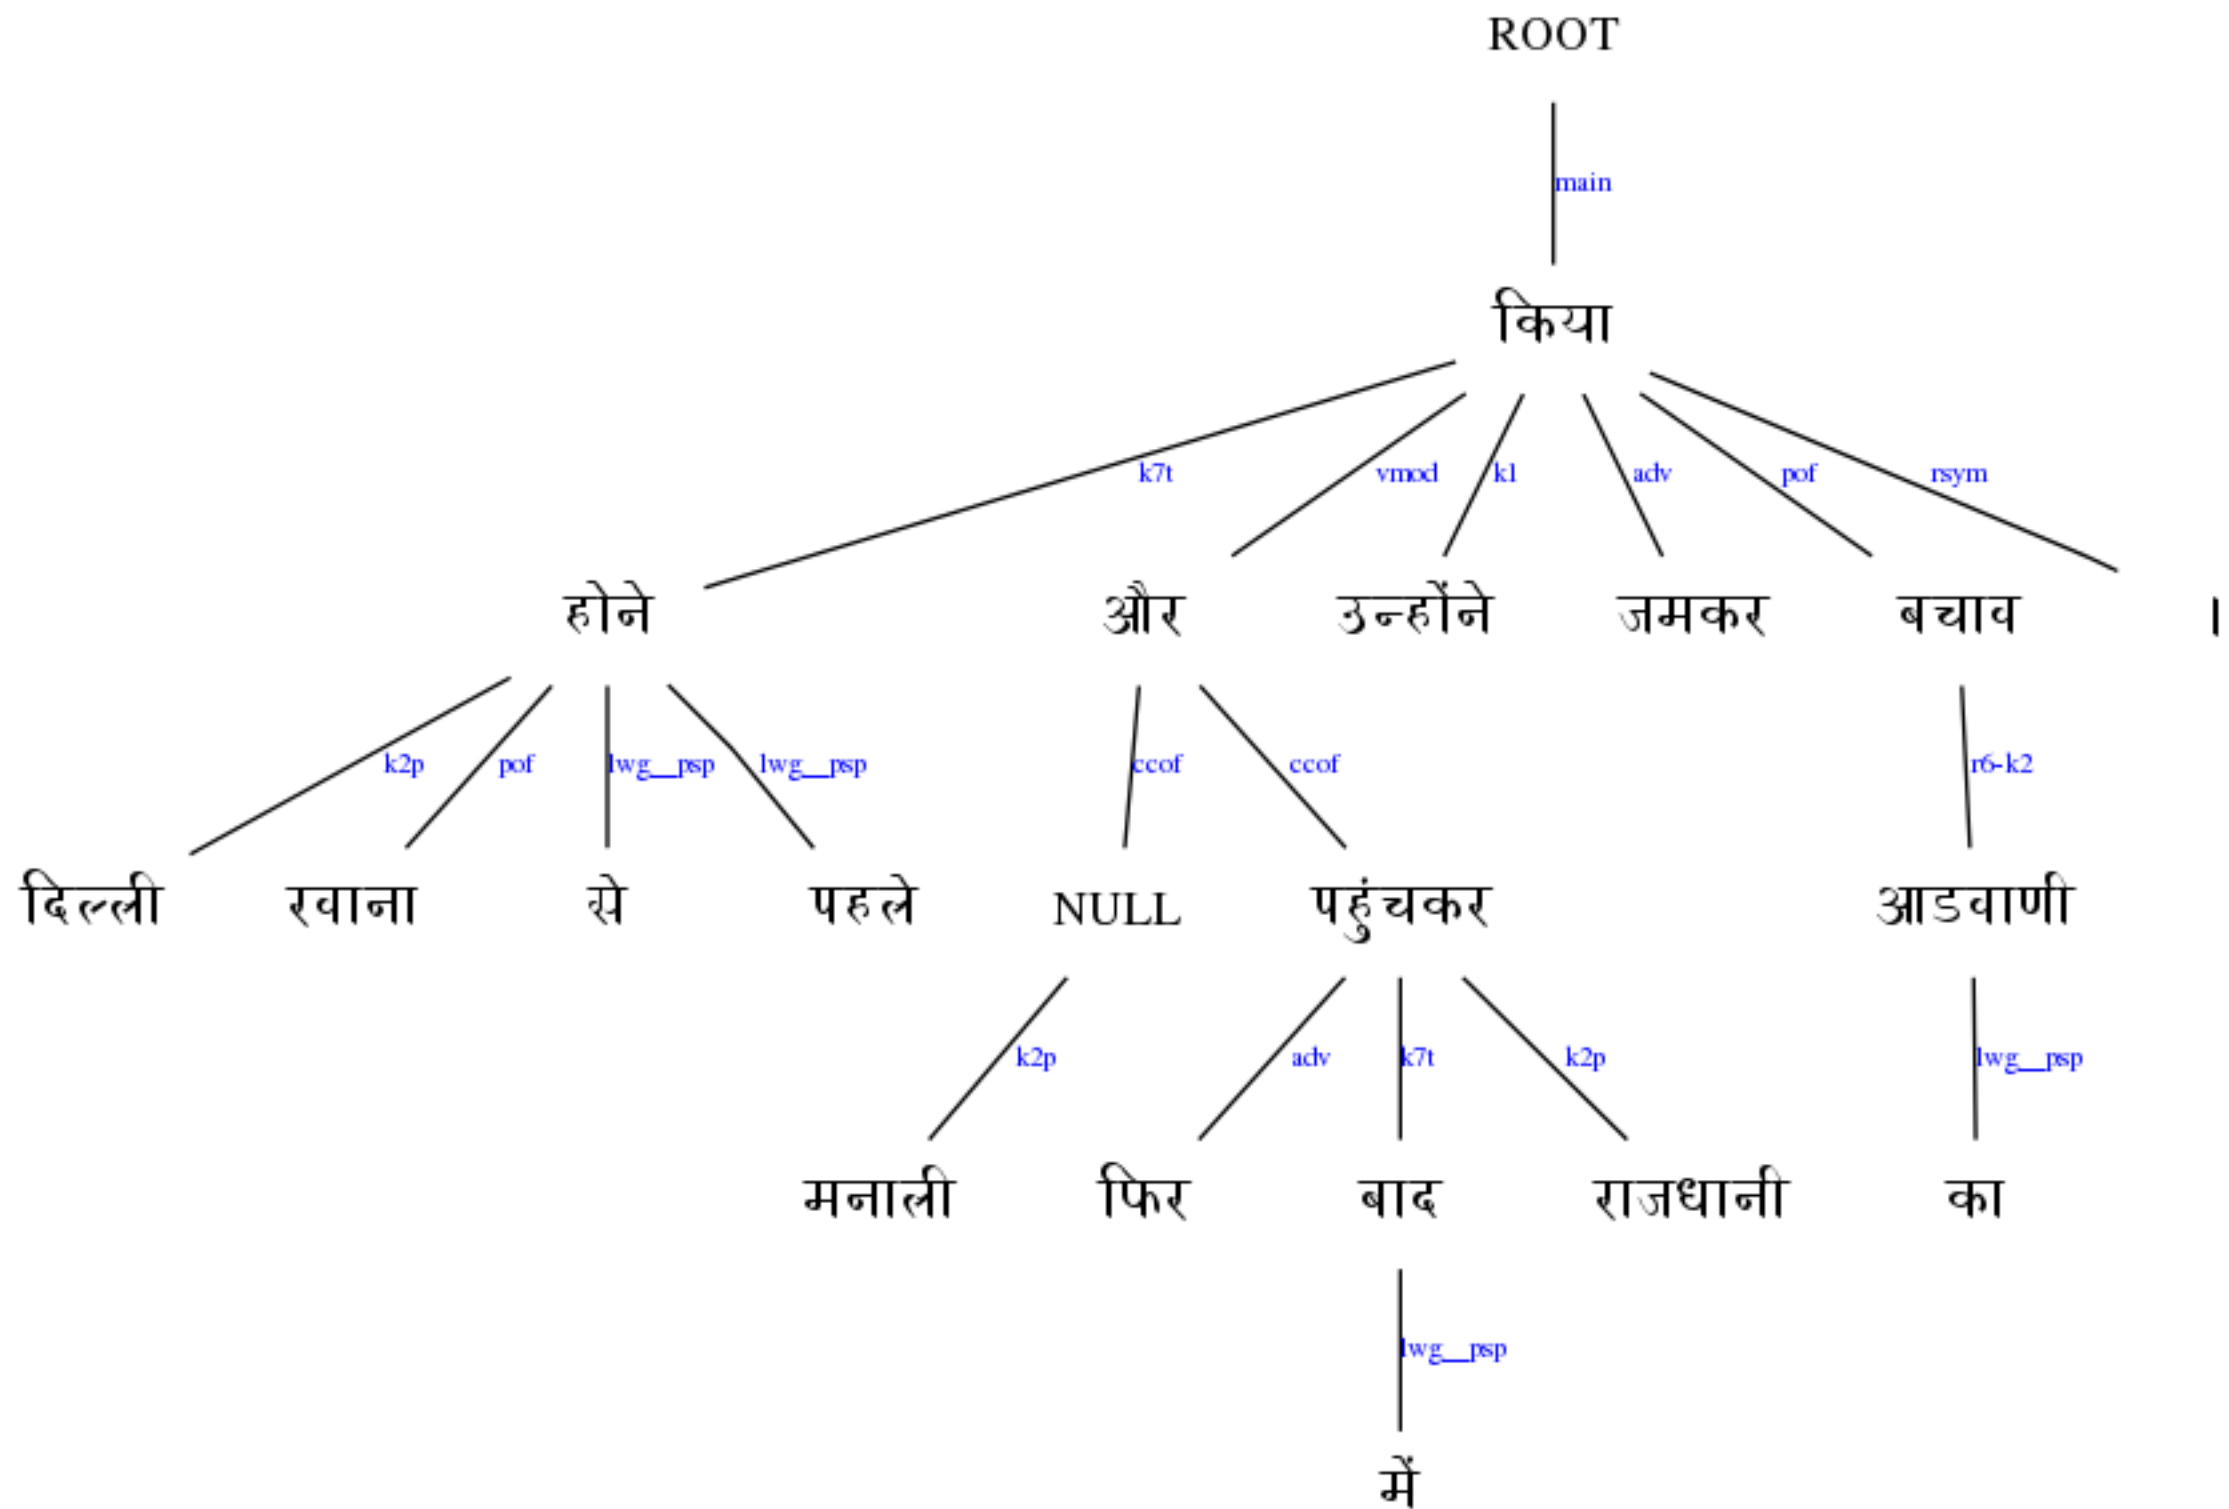 ROOT
main
किया
k7t vmod k1 adv pof rsym
होने और उन्होंने जमकर बचाव ।
k2p pof lwg__psp lwg__psp ccof ccof r6-k2
दिल्ली रवाना से पहले NULL पहुंचकर आडवाणी
k2p adv k7t k2p lwg__psp
मनाली फिर बाद राजधानी का
lwg__psp
में